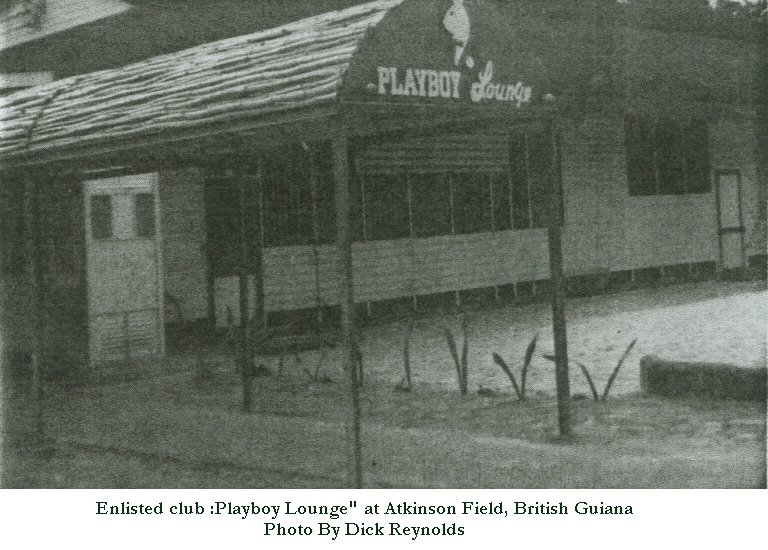 PLAYBOY Lounge
Enlisted club :Playboy Lounge" at Atkinson Field, British Guiana
Photo By Dick Reynolds